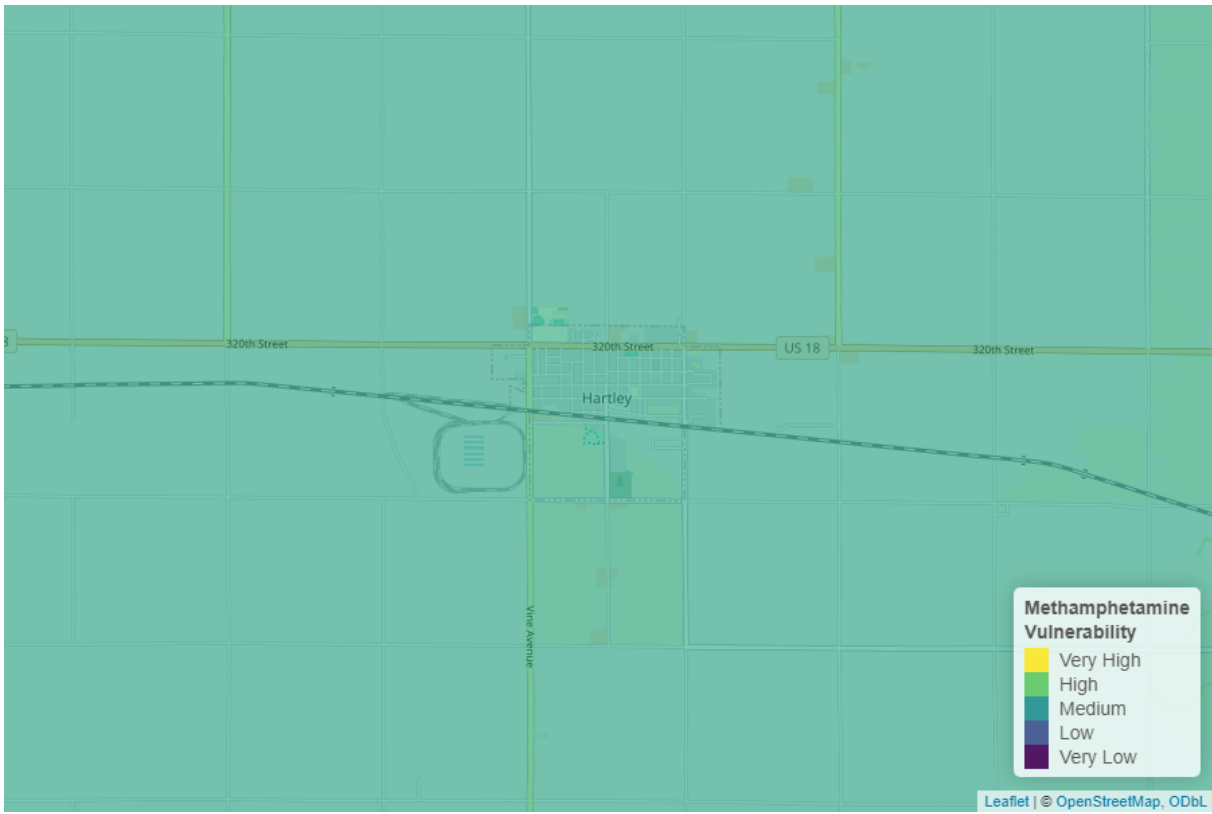 8
320th Street
320th Street
US 18
320th Street
Hartley
Vine Avenue
Methamphetamine
Vulnerability
Very High
High
Medium
Low
Very Low
Leaflet | © OpenStreetMap, ODbL